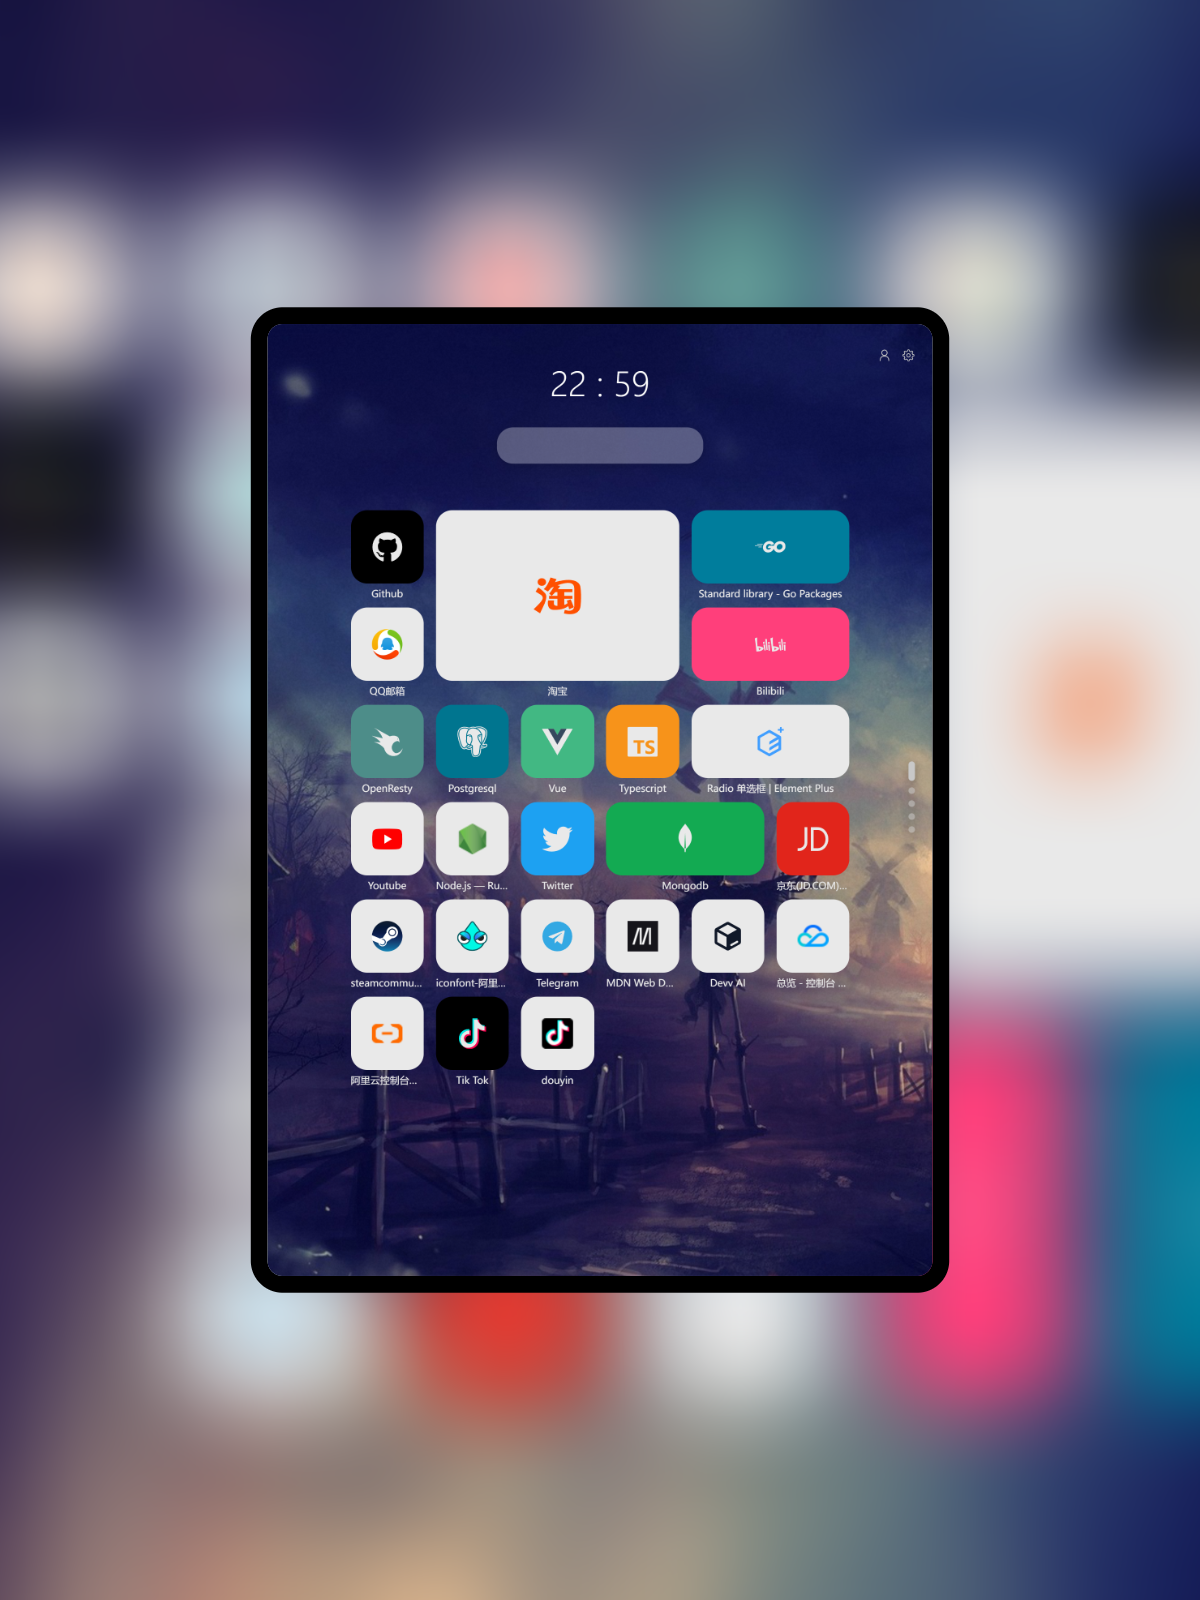 22 : 59
Github
淘
淘宝
GO
Standard library - Go Packages
QQ邮箱
bilibili
Bilibili
OpenResty
Postgresql
Vue
TS
Typescript
Radio 单选框 | Element Plus
Youtube
Node.js — Ru...
Twitter
Mongodb
JD
京东(JD.COM)...
steamcommu...
iconfont-阿里...
Telegram
M
MDN Web D...
Devv AI
总览 - 控制台 ...
阿里云控制台...
Tik Tok
douyin